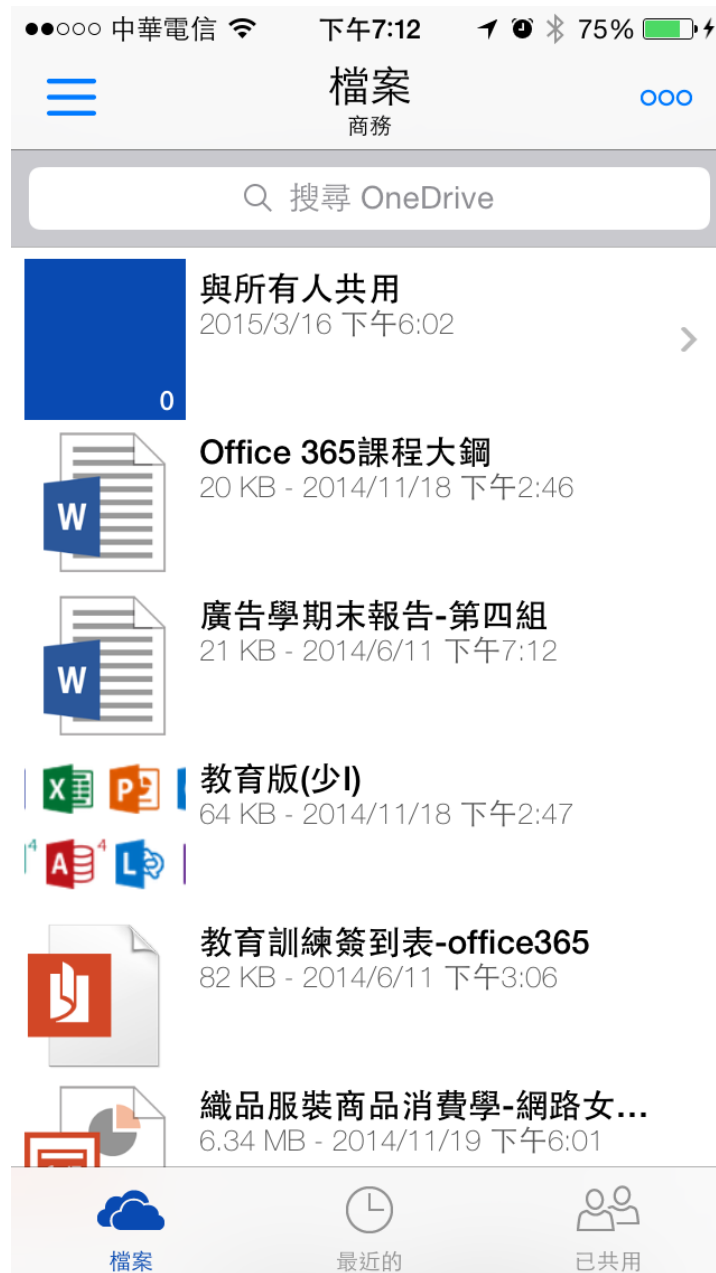 中華電信 下午7:12 75%
檔案
商務
搜尋 OneDrive
與所有人共用
2015/3/16 下午6:02
0
Office 365課程大鋼
20 KB - 2014/11/18 下午2:46
W
廣告學期末報告-第四組
21 KB - 2014/6/11 下午7:12
W
教育版(少I)
64 KB - 2014/11/18 下午2:47
X P
4 A 4 L
教育訓練簽到表-office365
82 KB - 2014/6/11 下午3:06
織品服裝商品消費學-網路女...
6.34 MB - 2014/11/19 下午6:01
檔案 最近的 已共用